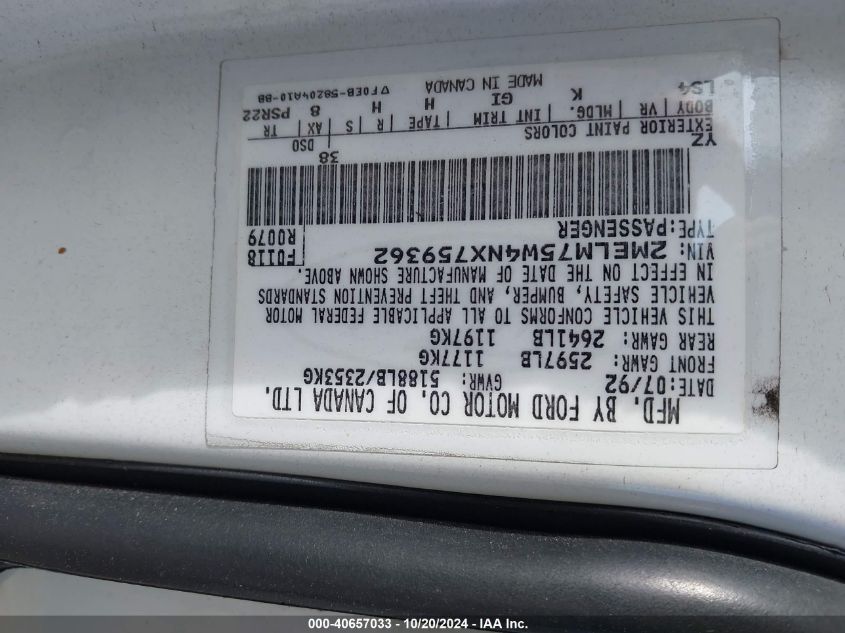 MFD. BY FORD MOTOR CO. OF CANADA LTD.
DATE: 07/92 GVWR: 5188LB/2353KG
FRONT GAWR: 2597LB 1177KG
REAR GAWR: 2641LB 1197KG
THIS VEHICLE CONFORMS TO ALL APPLICABLE FEDERAL MOTOR
VEHICLE SAFETY, BUMPER, AND THEFT PREVENTION STANDARDS
IN EFFECT ON THE DATE OF MANUFACTURE SHOWN ABOVE.
VIN: 2MELM75W4NX759362 F0118
TYPE: PASSENGER R0079
38
EXTERIOR PAINT COLORS DSO
YZ
BODY | VR | MLDG. | INT TRIM | TAPE | R | S | AX | TR
LS4 K GI H H 8 PSR22
MADE IN CANADA ▽F0EB-58204A10-BB
000-40657033 - 10/20/2024 - IAA, Inc.